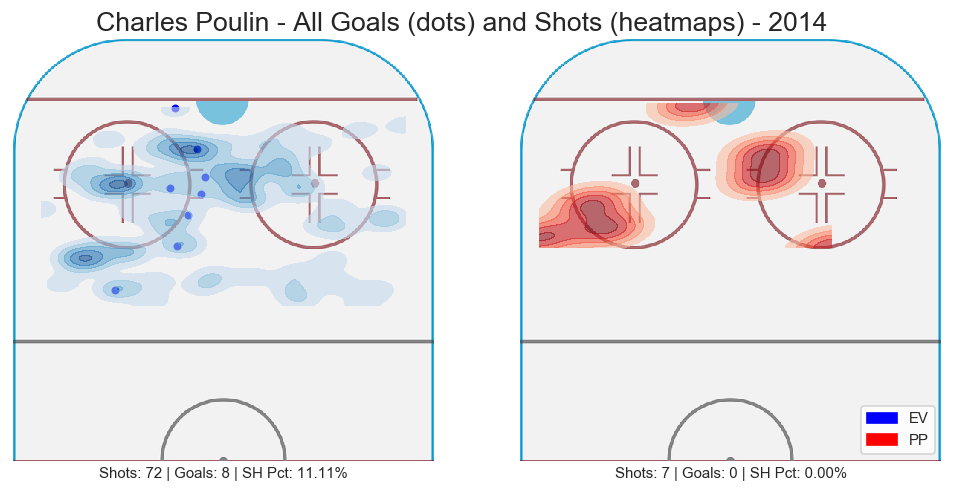 Charles Poulin - All Goals (dots) and Shots (heatmaps) - 2014
EV
PP
Shots: 72 | Goals: 8 | SH Pct: 11.11%
Shots: 7 | Goals: 0 | SH Pct: 0.00%